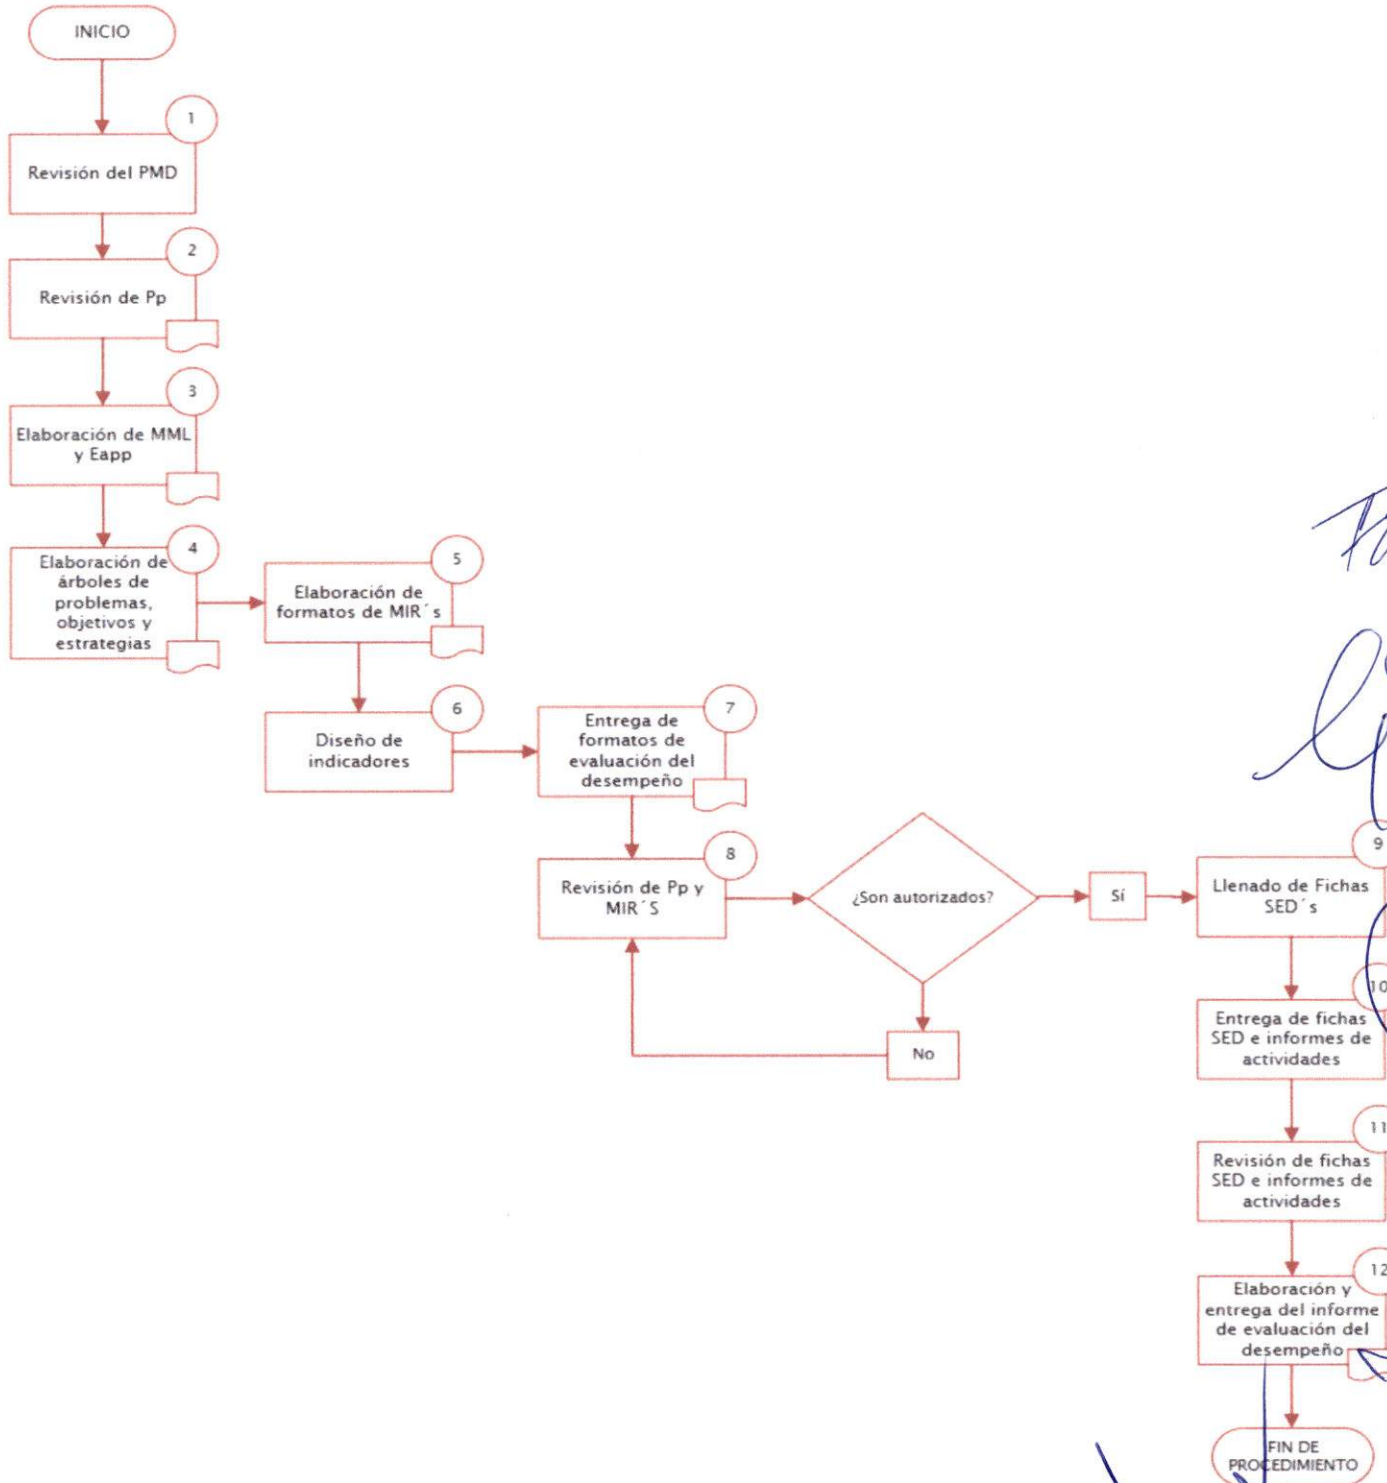 INICIO
1
Revisión del PMD
2
Revisión de Pp
3
Elaboración de MML
y Eapp
4
Elaboración de
árboles de
problemas,
objetivos y
estrategias
5
Elaboración de
formatos de MIR´s
6
Diseño de
indicadores
7
Entrega de
formatos de
evaluación del
desempeño
8
Revisión de Pp y
MIR´S
¿Son autorizados?
Sí
No
9
Llenado de Fichas
SED´s
10
Entrega de fichas
SED e informes de
actividades
11
Revisión de fichas
SED e informes de
actividades
12
Elaboración y
entrega del informe
de evaluación del
desempeño
FIN DE
PROCEDIMIENTO